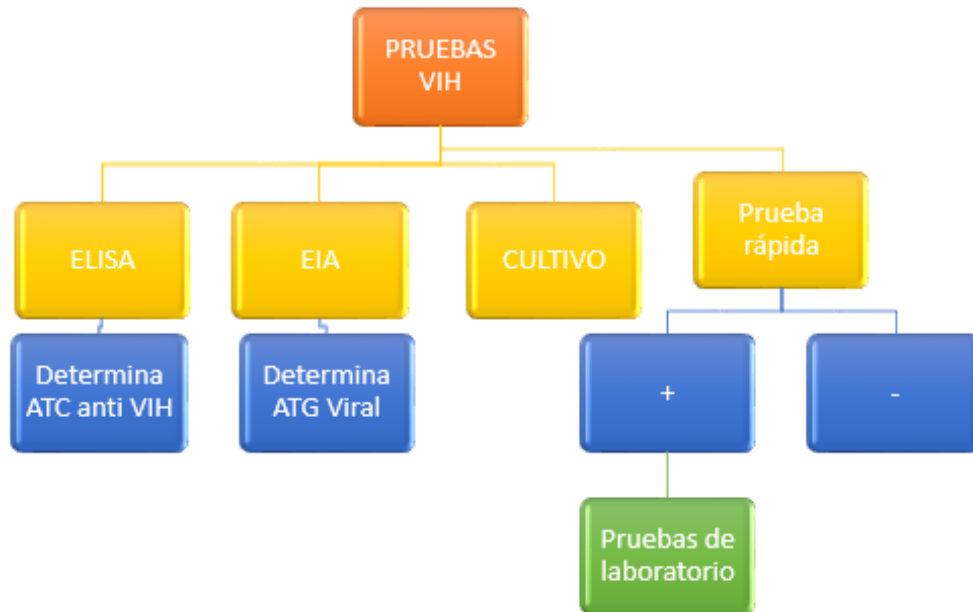 PRUEBAS
VIH
ELISA
EIA
CULTIVO
Prueba
rápida
Determina
ATC anti VIH
Determina
ATG Viral
+
-
Pruebas de
laboratorio